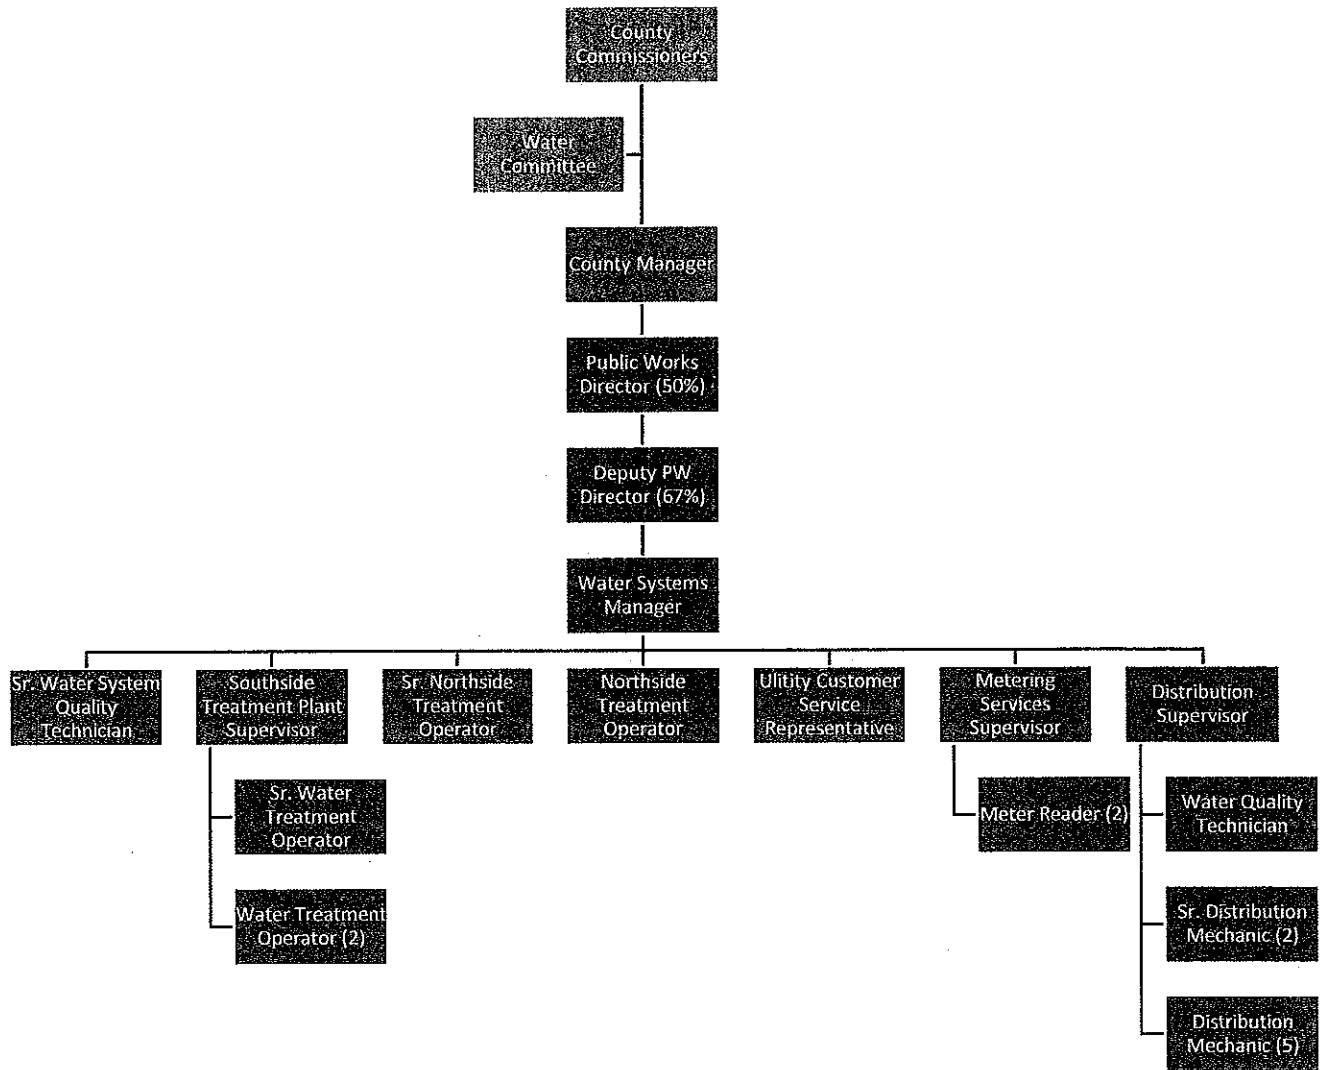 County
Commissioners
Water
Committee
County Manager
Public Works
Director (50%)
Deputy PW
Director (67%)
Water Systems
Manager
Sr. Water System
Quality
Technician
Southside
Treatment Plant
Supervisor
Sr. Northside
Treatment
Operator
Northside
Treatment
Operator
Ulitity Customer
Service
Representative
Metering
Services
Supervisor
Distribution
Supervisor
Sr. Water
Treatment
Operator
Water Treatment
Operator (2)
Meter Reader (2)
Water Quality
Technician
Sr. Distribution
Mechanic (2)
Distribution
Mechanic (5)